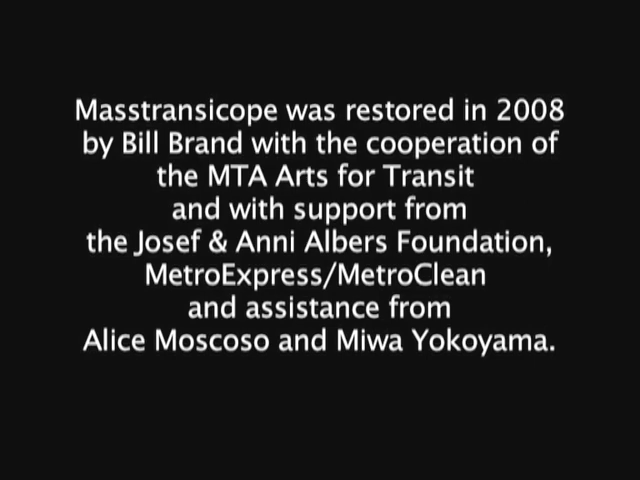 Masstransicope was restored in 2008
by Bill Brand with the cooperation of
the MTA Arts for Transit
and with support from
the Josef & Anni Albers Foundation,
MetroExpress/MetroClean
and assistance from
Alice Moscoso and Miwa Yokoyama.